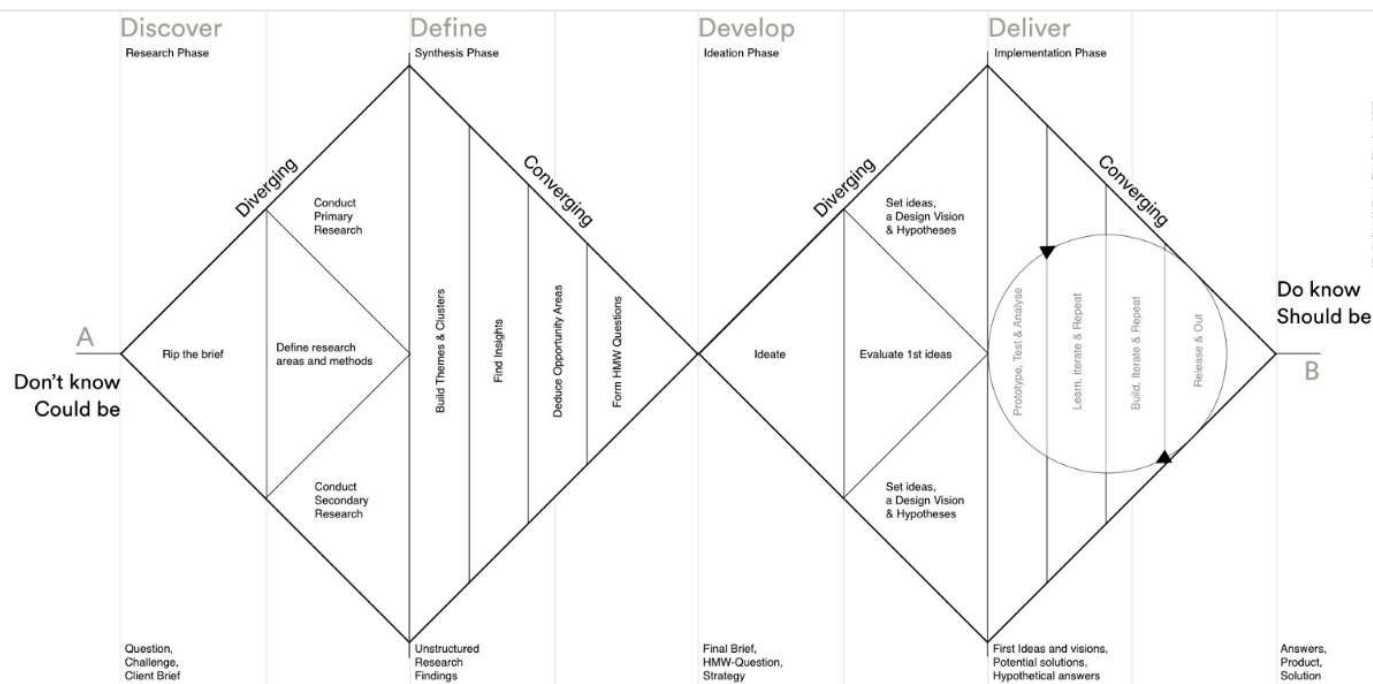 Discover
Define
Develop
Deliver
Research Phase
Synthesis Phase
Ideation Phase
Implementation Phase
Diverging
Converging
Diverging
Converging
Conduct
Primary
Research
Set ideas,
a Design Vision
& Hypotheses
A
Don't know
Could be
Rip the brief
Define research
areas and methods
Build Themes & Clusters
Find Insights
Deduce Opportunity Areas
Form HMW Questions
Ideate
Evaluate 1st ideas
Prototype, Test & Analyse
Learn, iterate & Repeat
Build, Iterate & Repeat
Release & Out
Do know
Should be
B
Conduct
Secondary
Research
Set ideas,
a Design Vision
& Hypotheses
Question,
Challenge,
Client Brief
Unstructured
Research
Findings
Final Brief,
HMW-Question,
Strategy
First Ideas and visions,
Potential solutions,
Hypothetical answers
Answers,
Product,
Solution